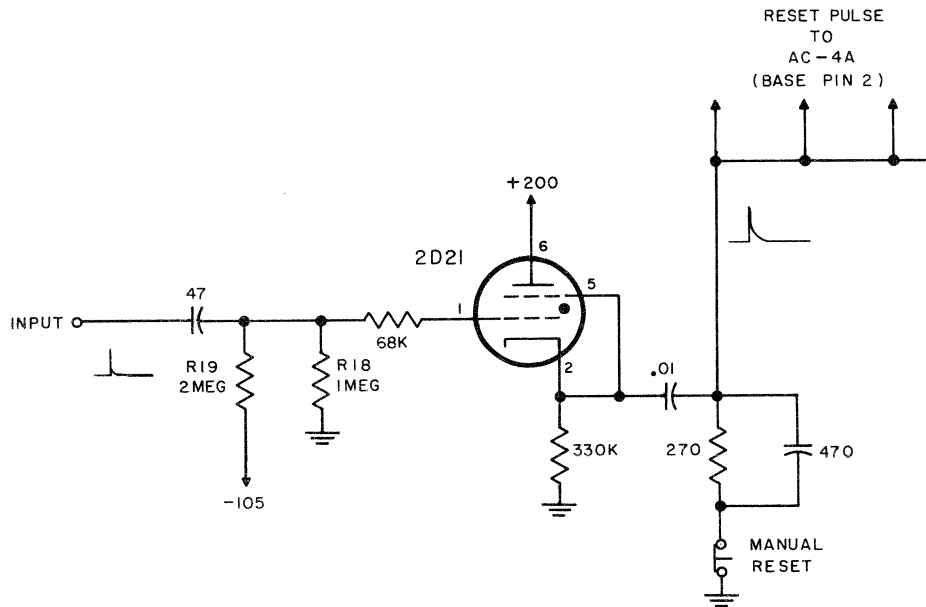 RESET PULSE
TO
AC-4A
(BASE PIN 2)
+200
6
2D21
5
47
INPUT
1
68K
2
.01
R19
2MEG
R18
1MEG
330K
270
470
-105
MANUAL
RESET